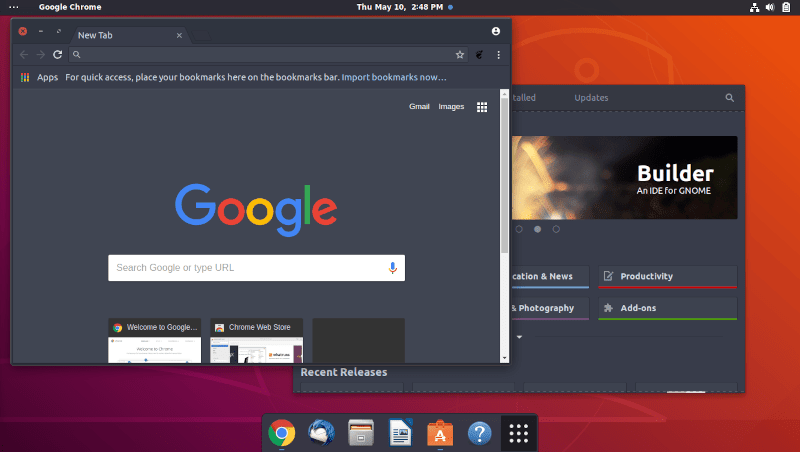 Google Chrome
Thu May 10, 2:48 PM
New Tab
Apps For quick access, place your bookmarks here on the bookmarks bar. Import bookmarks now…
Gmail Images
Google
Search Google or type URL
Welcome to Google…
Chrome Web Store
Welcome to Chrome
talled
Updates
Builder
An IDE for GNOME
cation & News
Productivity
& Photography
Add-ons
Recent Releases